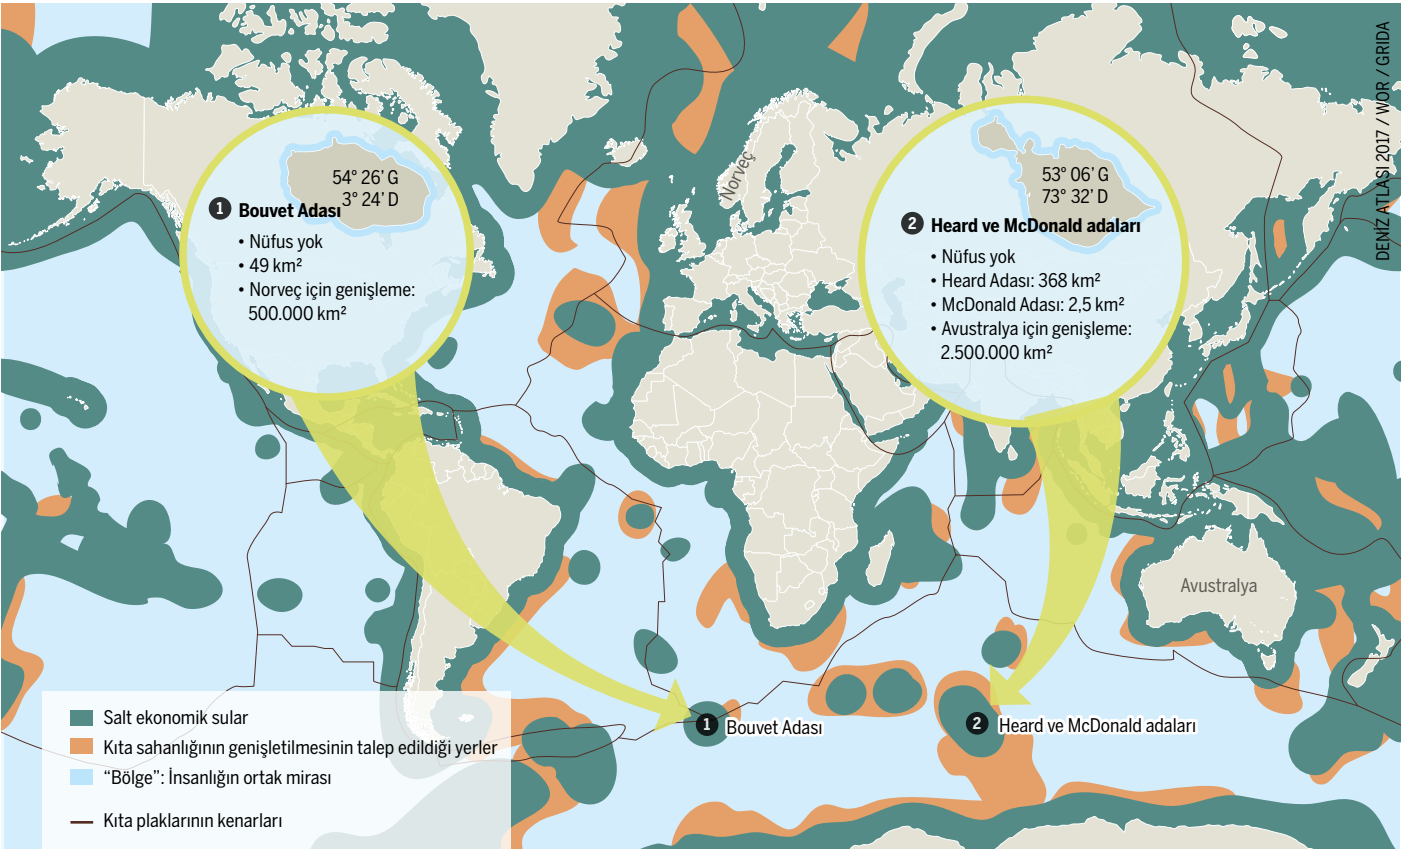 DENİZ ATLASI 2017 / WOR / GRIDA
Norveç
54° 26’ G
3° 24’ D
1 Bouvet Adası
• Nüfus yok
• 49 km²
• Norveç için genişleme:
500.000 km²
53° 06’ G
73° 32’ D
2 Heard ve McDonald adaları
• Nüfus yok
• Heard Adası: 368 km²
• McDonald Adası: 2,5 km²
• Avustralya için genişleme:
2.500.000 km²
Avustralya
1 Bouvet Adası
2 Heard ve McDonald adaları
Salt ekonomik sular
Kıta sahanlığının genişletilmesinin talep edildiği yerler
“Bölge”: İnsanlığın ortak mirası
Kıta plaklarının kenarları